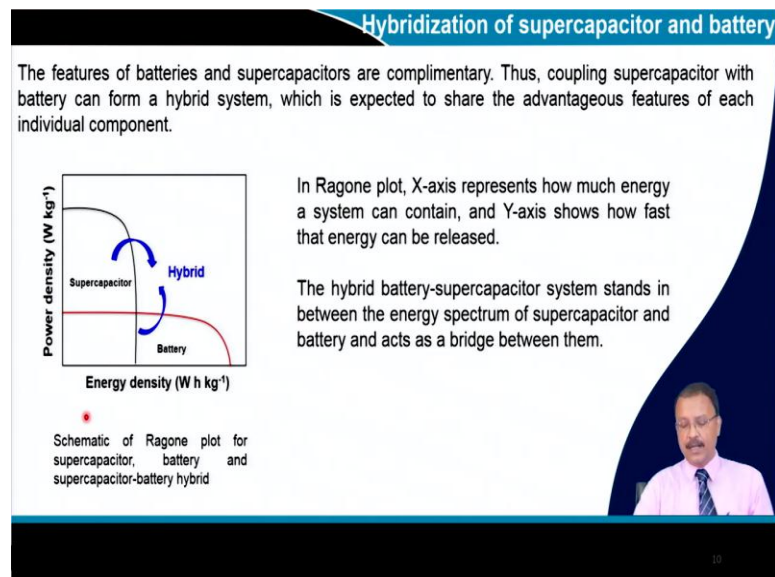 Hybridization of supercapacitor and battery
The features of batteries and supercapacitors are complimentary. Thus, coupling supercapacitor with
battery can form a hybrid system, which is expected to share the advantageous features of each
individual component.
Power density (W kg⁻¹)
Supercapacitor
Hybrid
Battery
Energy density (W h kg⁻¹)
Schematic of Ragone plot for
supercapacitor, battery and
supercapacitor-battery hybrid
In Ragone plot, X-axis represents how much energy
a system can contain, and Y-axis shows how fast
that energy can be released.
The hybrid battery-supercapacitor system stands in
between the energy spectrum of supercapacitor and
battery and acts as a bridge between them.
10